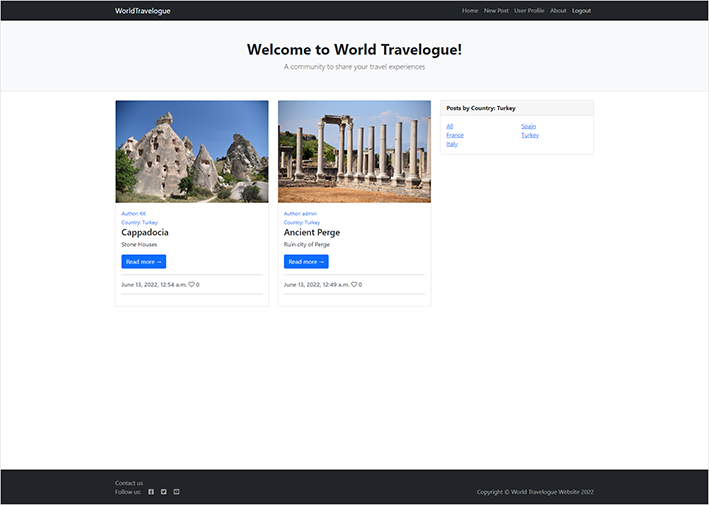 WorldTravelogue
Home New Post User Profile About Logout
Welcome to World Travelogue!
A community to share your travel experiences
Author: KK
Country: Turkey
Cappadocia
Stone Houses
Read more →
June 13, 2022, 12:54 a.m. 0
Author: admin
Country: Turkey
Ancient Perge
Ruin city of Perge
Read more →
June 13, 2022, 12:49 a.m. 0
Posts by Country: Turkey
All Spain
France Turkey
Italy
Contact us
Follow us:
Copyright © World Travelogue Website 2022